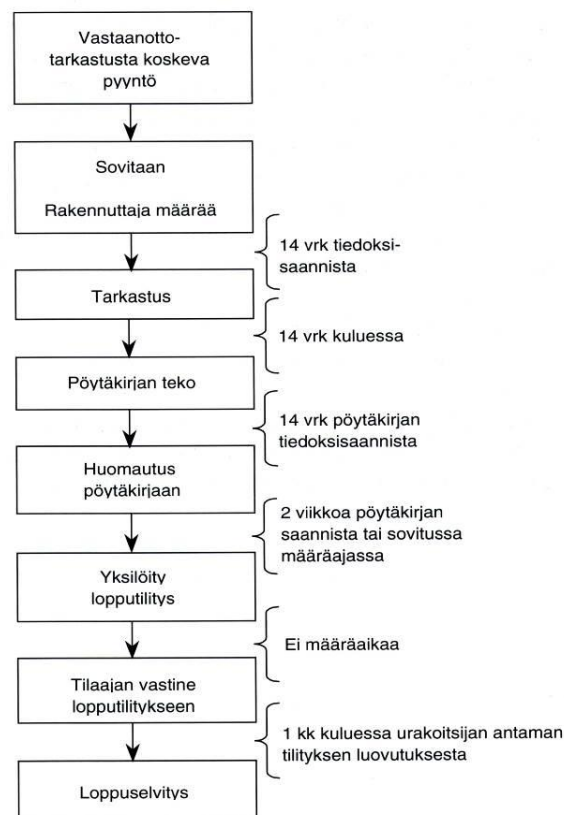 Vastaanotto-
tarkastusta koskeva
pyyntö
Sovitaan
Rakennuttaja määrää
14 vrk tiedoksi-
saannista
Tarkastus
14 vrk kuluessa
Pöytäkirjan teko
14 vrk pöytäkirjan
tiedoksisaannista
Huomautus
pöytäkirjaan
2 viikkoa pöytäkirjan
saannista tai sovitussa
määräajassa
Yksilöity
lopputilitys
Ei määräaikaa
Tilaajan vastine
lopputilitykseen
1 kk kuluessa urakoitsijan antaman
tilityksen luovutuksesta
Loppuselvitys